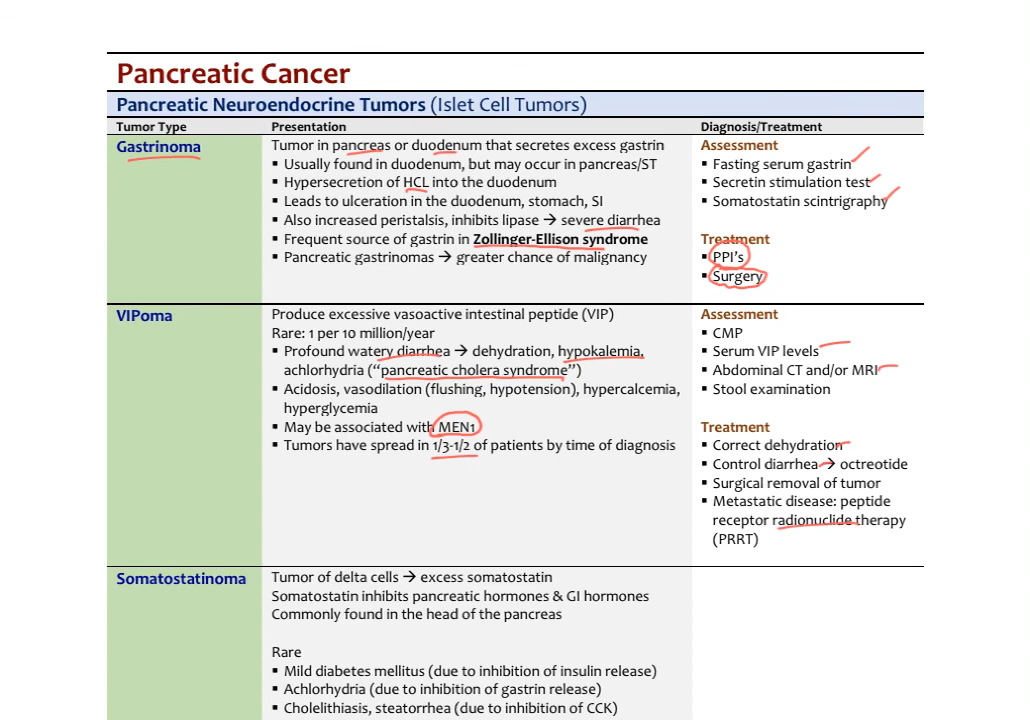 Pancreatic Cancer
Pancreatic Neuroendocrine Tumors (Islet Cell Tumors)
Tumor Type Presentation Diagnosis/Treatment
Gastrinoma
Tumor in pancreas or duodenum that secretes excess gastrin
▪ Usually found in duodenum, but may occur in pancreas/ST
▪ Hypersecretion of HCL into the duodenum
▪ Leads to ulceration in the duodenum, stomach, SI
▪ Also increased peristalsis, inhibits lipase → severe diarrhea
▪ Frequent source of gastrin in Zollinger-Ellison syndrome
▪ Pancreatic gastrinomas → greater chance of malignancy
Assessment
▪ Fasting serum gastrin
▪ Secretin stimulation test
▪ Somatostatin scintigraphy
Treatment
▪ PPI's
▪ Surgery
VIPoma
Produce excessive vasoactive intestinal peptide (VIP)
Rare: 1 per 10 million/year
▪ Profound watery diarrhea → dehydration, hypokalemia,
achlorhydria ("pancreatic cholera syndrome")
▪ Acidosis, vasodilation (flushing, hypotension), hypercalcemia,
hyperglycemia
▪ May be associated with MEN1
▪ Tumors have spread in 1/3-1/2 of patients by time of diagnosis
Assessment
▪ CMP
▪ Serum VIP levels
▪ Abdominal CT and/or MRI
▪ Stool examination
Treatment
▪ Correct dehydration
▪ Control diarrhea → octreotide
▪ Surgical removal of tumor
▪ Metastatic disease: peptide
receptor radionuclide therapy
(PRRT)
Somatostatinoma
Tumor of delta cells → excess somatostatin
Somatostatin inhibits pancreatic hormones & GI hormones
Commonly found in the head of the pancreas
Rare
▪ Mild diabetes mellitus (due to inhibition of insulin release)
▪ Achlorhydria (due to inhibition of gastrin release)
▪ Cholelithiasis, steatorrhea (due to inhibition of CCK)